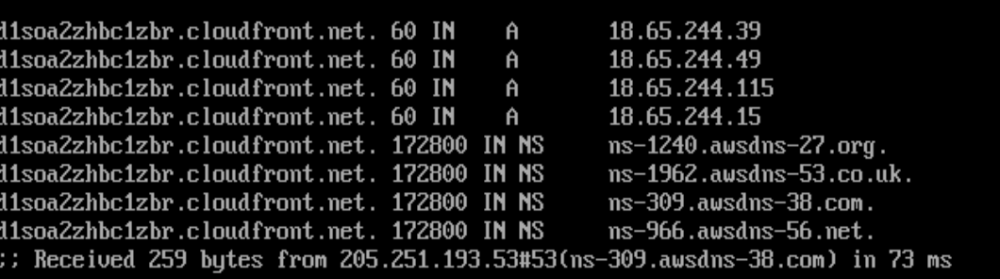 d1soa2zhbc1zbr.cloudfront.net. 60 IN A 18.65.244.39
d1soa2zhbc1zbr.cloudfront.net. 60 IN A 18.65.244.49
d1soa2zhbc1zbr.cloudfront.net. 60 IN A 18.65.244.115
d1soa2zhbc1zbr.cloudfront.net. 60 IN A 18.65.244.15
d1soa2zhbc1zbr.cloudfront.net. 172800 IN NS ns-1240.awsdns-27.org.
d1soa2zhbc1zbr.cloudfront.net. 172800 IN NS ns-1962.awsdns-53.co.uk.
d1soa2zhbc1zbr.cloudfront.net. 172800 IN NS ns-309.awsdns-38.com.
d1soa2zhbc1zbr.cloudfront.net. 172800 IN NS ns-966.awsdns-56.net.
;; Received 259 bytes from 205.251.193.53#53(ns-309.awsdns-38.com) in 73 ms